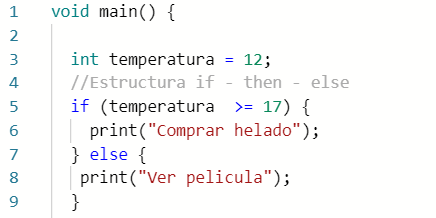 1 void main() {
2
3 int temperatura = 12;
4 //Estructura if - then - else
5 if (temperatura  >= 17) {
6 print("Comprar helado");
7 } else {
8 print("Ver pelicula");
9 }